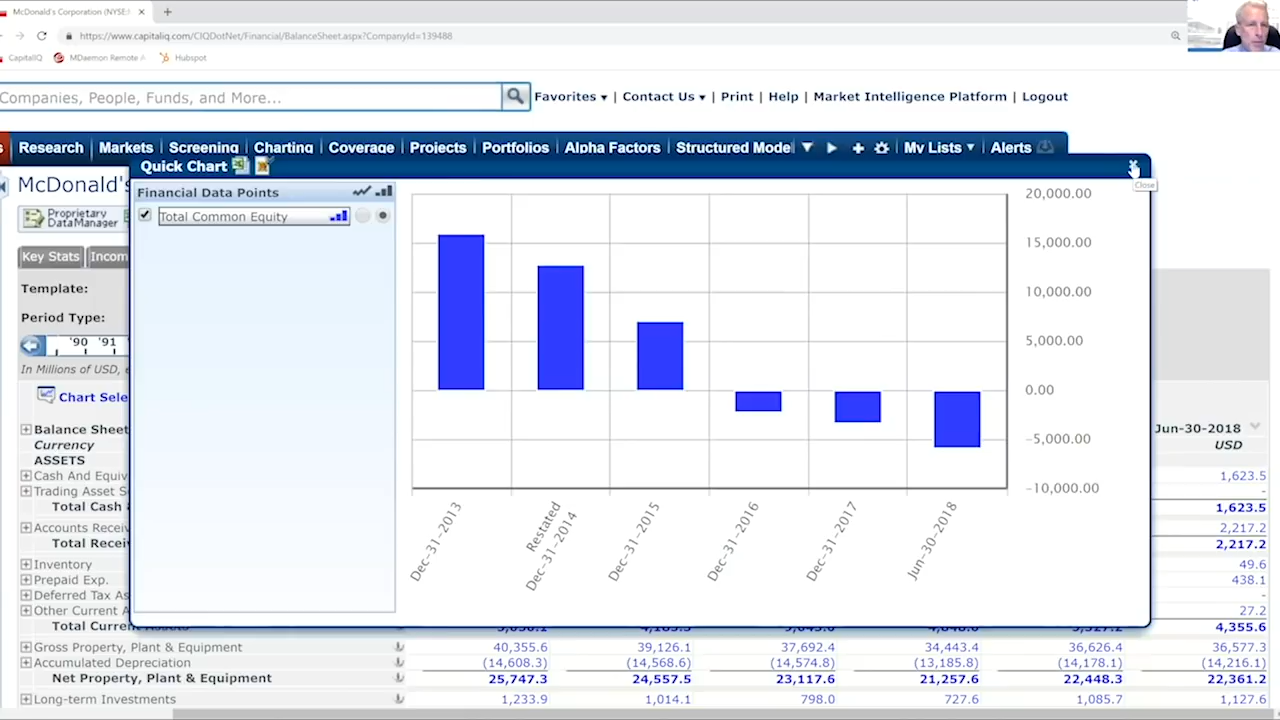 McDonald's Corporation (NYSE:
https://www.capitaliq.com/CIQDotNet/Financial/BalanceSheet.aspx?CompanyId=139488
CapitalIQ MDaemon Remote Hubspot
Companies, People, Funds, and More...
Favorites | Contact Us | Print | Help | Market Intelligence Platform | Logout
Research Markets Screening Charting Coverage Projects Portfolios Alpha Factors Structured Model My Lists Alerts
Quick Chart
Close
McDonald's
Financial Data Points
Total Common Equity
Proprietary
Data Manager
Key Stats Incom
Template:
Period Type:
'90 '91
In Millions of USD,
Chart Sele
20,000.00
15,000.00
10,000.00
5,000.00
0.00
-5,000.00
-10,000.00
Dec-31-2013
Restated
Dec-31-2014
Dec-31-2015
Dec-31-2016
Dec-31-2017
Jun-30-2018
Balance Sheet Jun-30-2018
Currency USD
ASSETS
Cash And Equiv 1,623.5
Trading Asset S -
Total Cash 1,623.5
Accounts Recei 2,217.2
Total Recei 2,217.2
Inventory 49.6
Prepaid Exp. 438.1
Deferred Tax As -
Other Current A 27.2
Total Current Assets 4,355.6
Gross Property, Plant & Equipment 40,355.6 39,126.1 37,692.4 34,443.4 36,626.4 36,577.3
Accumulated Depreciation (14,608.3) (14,568.6) (14,574.8) (13,185.8) (14,178.1) (14,216.1)
Net Property, Plant & Equipment 25,747.3 24,557.5 23,117.6 21,257.6 22,448.3 22,361.2
Long-term Investments 1,233.9 1,014.1 798.0 727.6 1,085.7 1,127.6